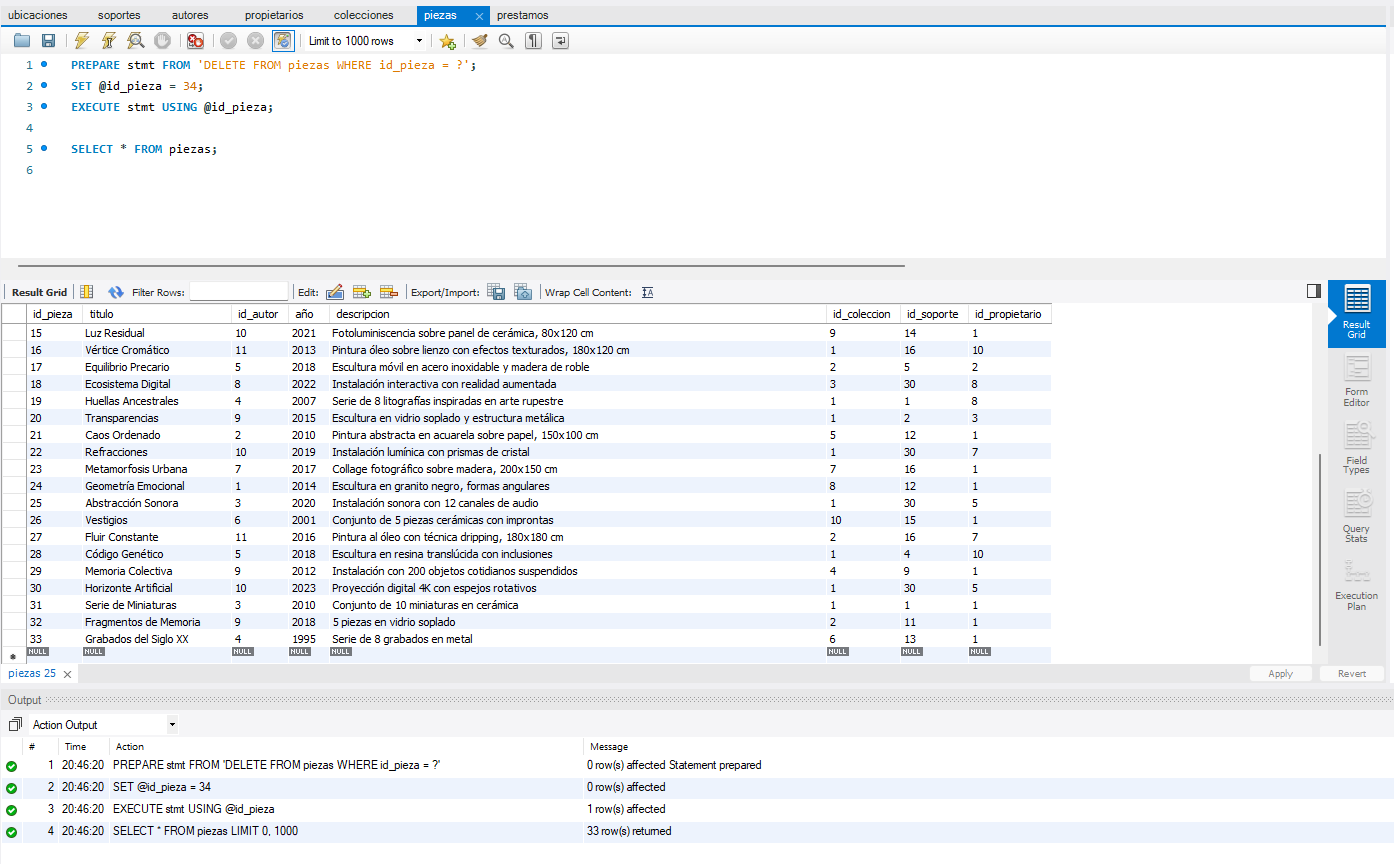 ubicaciones soportes autores propietarios colecciones piezas prestamos
Limit to 1000 rows
1 PREPARE stmt FROM 'DELETE FROM piezas WHERE id_pieza = ?';
2 SET @id_pieza = 34;
3 EXECUTE stmt USING @id_pieza;
4
5 SELECT * FROM piezas;
6
Result Grid Filter Rows: Edit: Export/Import: Wrap Cell Content:
id_pieza titulo id_autor año descripcion id_coleccion id_soporte id_propietario
15 Luz Residual 10 2021 Fotoluminiscencia sobre panel de cerámica, 80x120 cm 9 14 1
16 Vértice Cromático 11 2013 Pintura óleo sobre lienzo con efectos texturados, 180x120 cm 1 16 10
17 Equilibrio Precario 5 2018 Escultura móvil en acero inoxidable y madera de roble 2 5 2
18 Ecosistema Digital 8 2022 Instalación interactiva con realidad aumentada 3 30 8
19 Huellas Ancestrales 4 2007 Serie de 8 litografías inspiradas en arte rupestre 1 1 8
20 Transparencias 9 2015 Escultura en vidrio soplado y estructura metálica 1 2 3
21 Caos Ordenado 2 2010 Pintura abstracta en acuarela sobre papel, 150x100 cm 5 12 1
22 Refracciones 10 2019 Instalación lumínica con prismas de cristal 1 30 7
23 Metamorfosis Urbana 7 2017 Collage fotográfico sobre madera, 200x150 cm 7 16 1
24 Geometría Emocional 1 2014 Escultura en granito negro, formas angulares 8 12 1
25 Abstracción Sonora 3 2020 Instalación sonora con 12 canales de audio 1 30 5
26 Vestigios 6 2001 Conjunto de 5 piezas cerámicas con improntas 10 15 1
27 Fluir Constante 11 2016 Pintura al óleo con técnica dripping, 180x180 cm 2 16 7
28 Código Genético 5 2018 Escultura en resina translúcida con inclusiones 1 4 10
29 Memoria Colectiva 9 2012 Instalación con 200 objetos cotidianos suspendidos 4 9 1
30 Horizonte Artificial 10 2023 Proyección digital 4K con espejos rotativos 1 30 5
31 Serie de Miniaturas 3 2010 Conjunto de 10 miniaturas en cerámica 1 1 1
32 Fragmentos de Memoria 9 2018 5 piezas en vidrio soplado 2 11 1
33 Grabados del Siglo XX 4 1995 Serie de 8 grabados en metal 6 13 1
NULL NULL NULL NULL NULL NULL NULL NULL
Result
Grid
Form
Editor
Field
Types
Query
Stats
Execution
Plan
piezas 25 Apply Revert
Output
Action Output
# Time Action Message
1 20:46:20 PREPARE stmt FROM 'DELETE FROM piezas WHERE id_pieza = ?' 0 row(s) affected Statement prepared
2 20:46:20 SET @id_pieza = 34 0 row(s) affected
3 20:46:20 EXECUTE stmt USING @id_pieza 1 row(s) affected
4 20:46:20 SELECT * FROM piezas LIMIT 0, 1000 33 row(s) returned